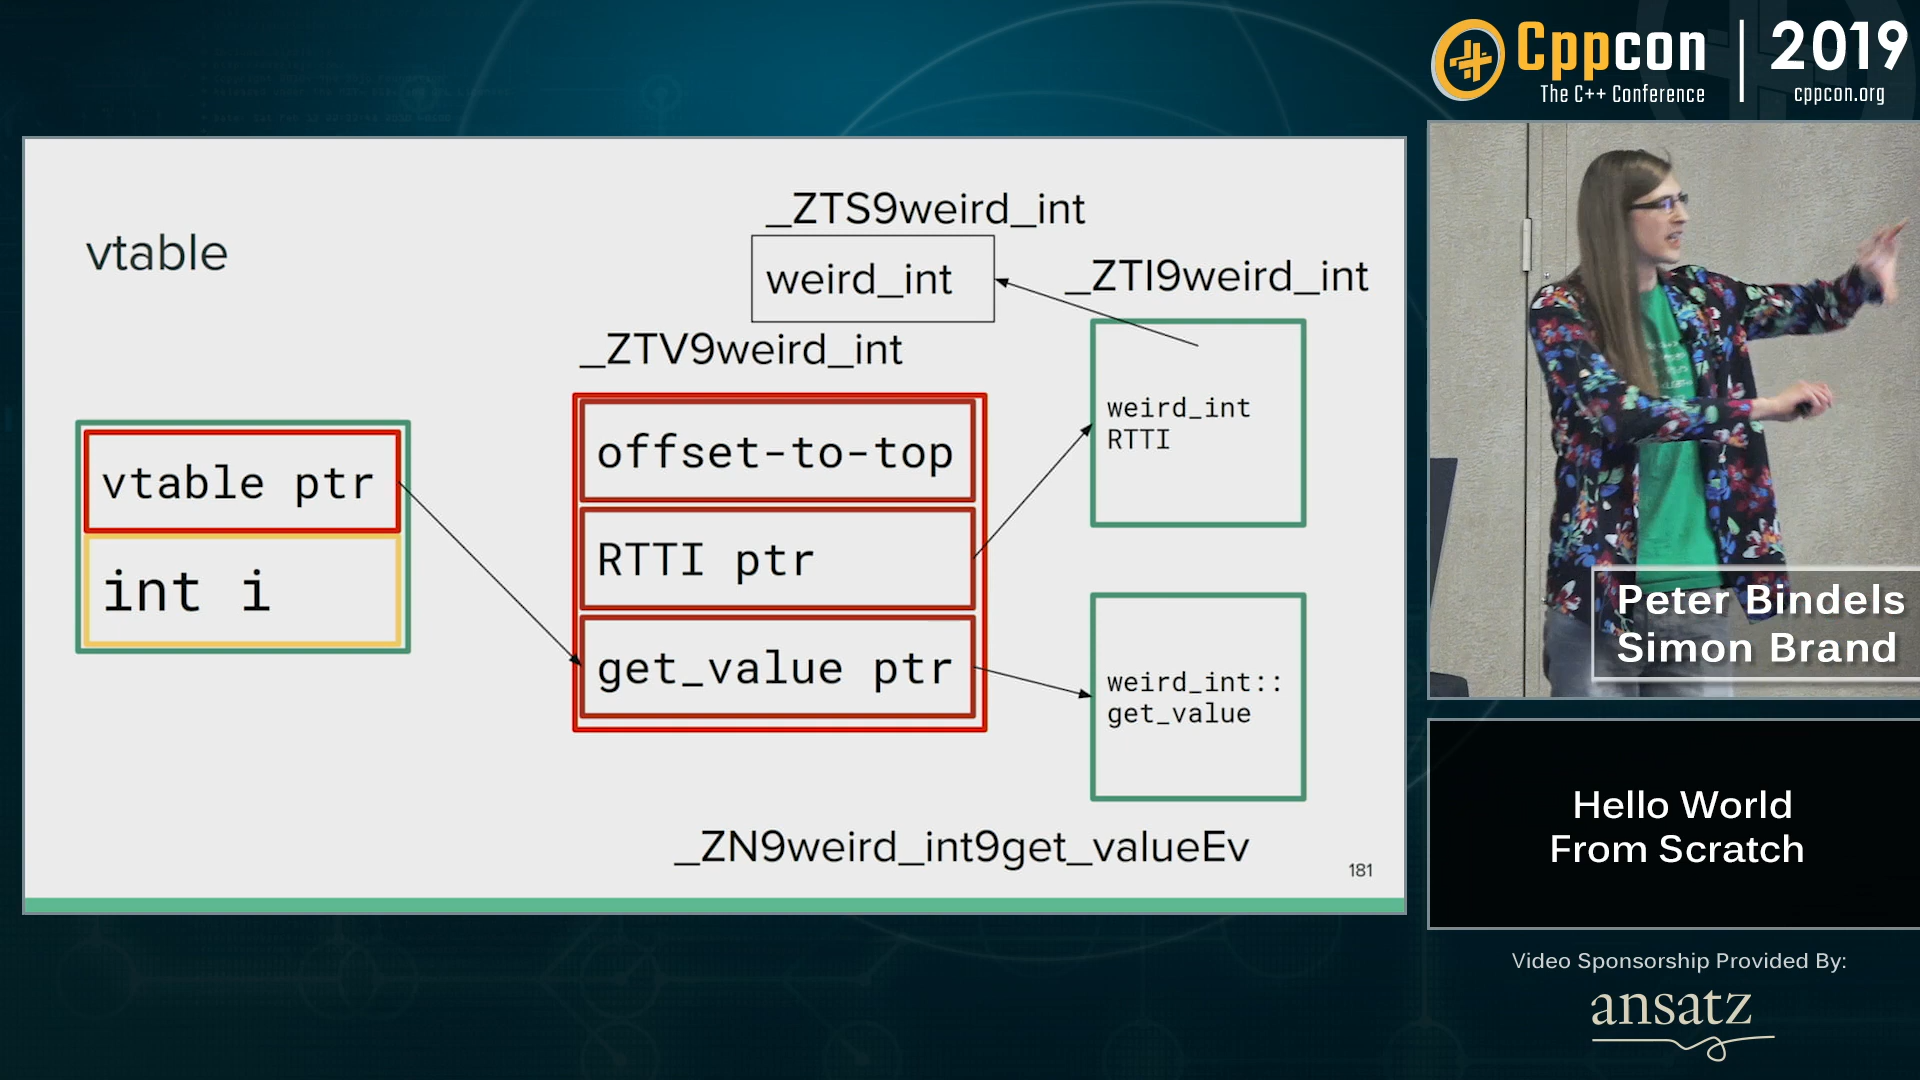 Cppcon
The C++ Conference
2019
cppcon.org
vtable
_ZTS9weird_int
weird_int
_ZTI9weird_int
_ZTV9weird_int
weird_int
RTTI
offset-to-top
vtable ptr
RTTI ptr
int i
get_value ptr
weird_int::
get_value
_ZN9weird_int9get_valueEv
181
Peter Bindels
Simon Brand
Hello World
From Scratch
Video Sponsorship Provided By:
ansatz